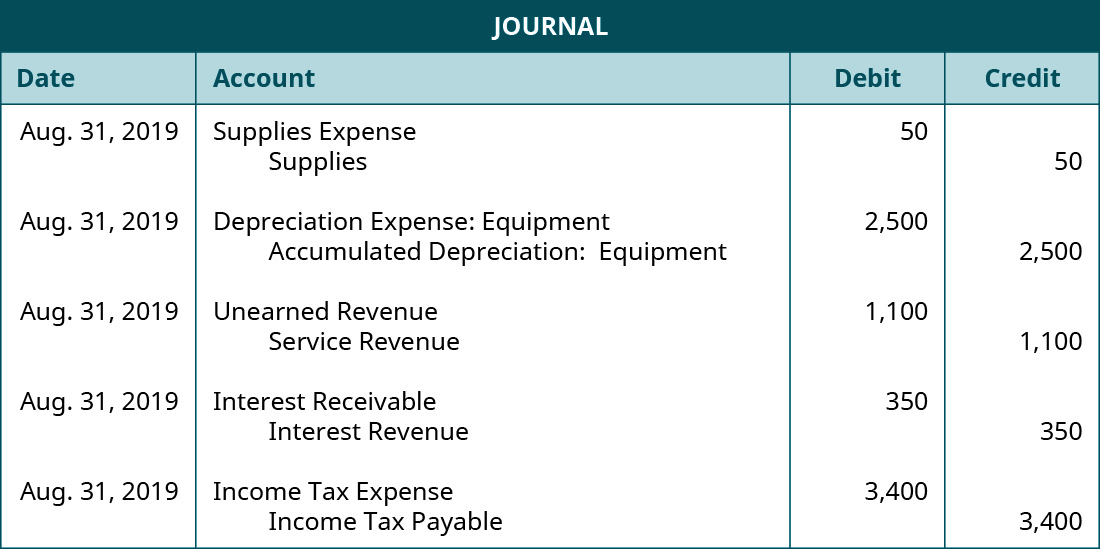 JOURNAL
Date Account Debit Credit
Aug. 31, 2019 Supplies Expense 50
Supplies 50
Aug. 31, 2019 Depreciation Expense: Equipment 2,500
Accumulated Depreciation:  Equipment 2,500
Aug. 31, 2019 Unearned Revenue 1,100
Service Revenue 1,100
Aug. 31, 2019 Interest Receivable 350
Interest Revenue 350
Aug. 31, 2019 Income Tax Expense 3,400
Income Tax Payable 3,400